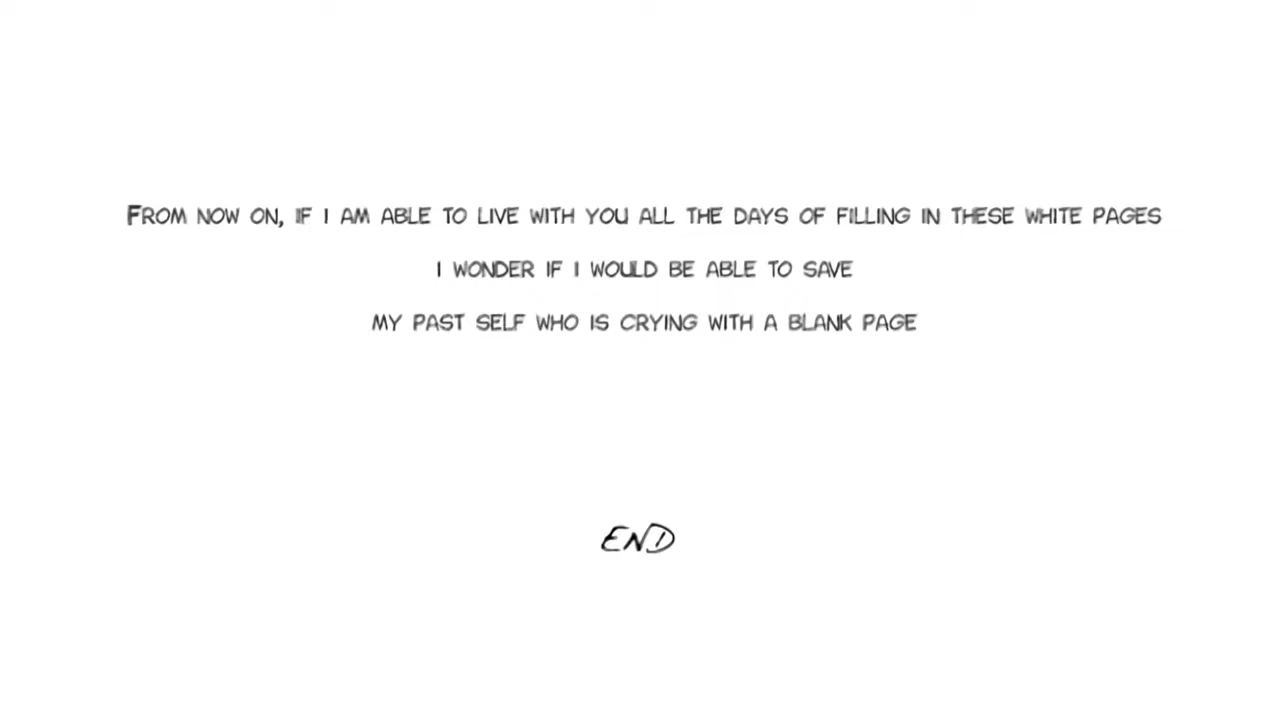 From now on, if i am able to live with you all the days of filling in these white pages
i wonder if i would be able to save
my past self who is crying with a blank page
END